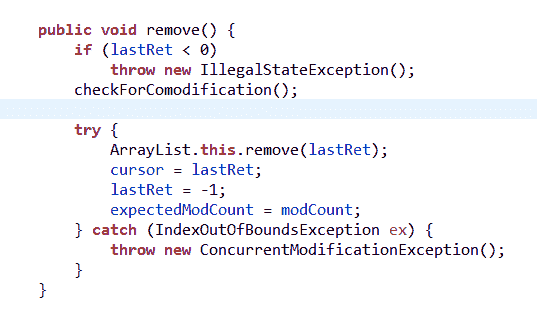 public void remove() {
    if (lastRet < 0)
        throw new IllegalStateException();
    checkForComodification();

    try {
        ArrayList.this.remove(lastRet);
        cursor = lastRet;
        lastRet = -1;
        expectedModCount = modCount;
    } catch (IndexOutOfBoundsException ex) {
        throw new ConcurrentModificationException();
    }
}